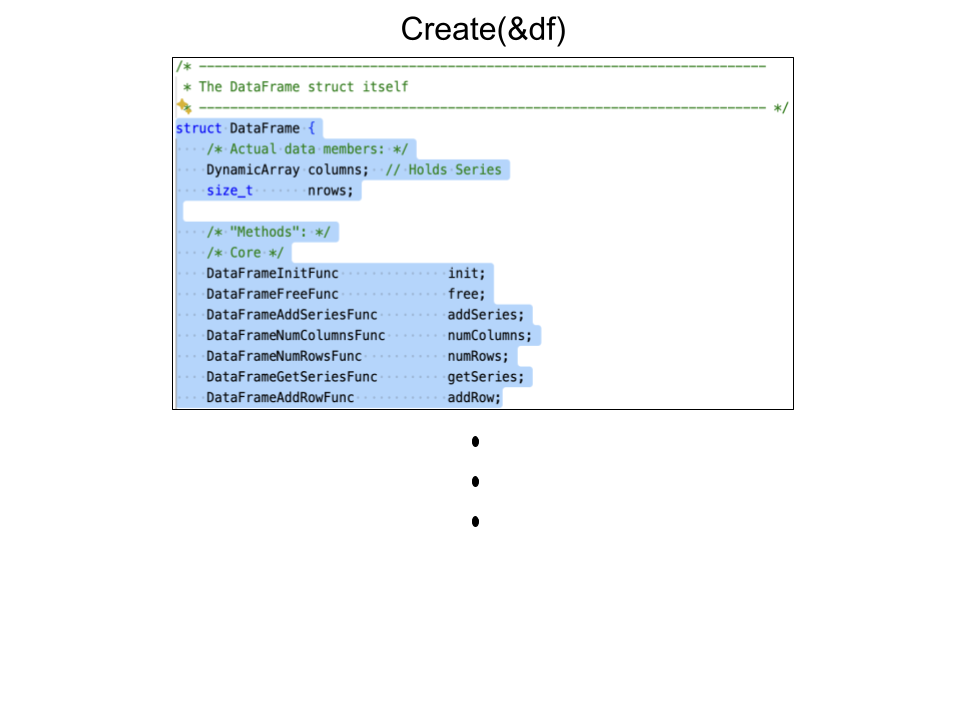 Create(&df)
/* -------------------------------------------------------------------------
* The DataFrame struct itself
* ------------------------------------------------------------------------- */
struct DataFrame {
/* Actual data members: */
DynamicArray columns; // Holds Series
size_t nrows;
/* "Methods": */
/* Core */
DataFrameInitFunc init;
DataFrameFreeFunc free;
DataFrameAddSeriesFunc addSeries;
DataFrameNumColumnsFunc numColumns;
DataFrameNumRowsFunc numRows;
DataFrameGetSeriesFunc getSeries;
DataFrameAddRowFunc addRow;